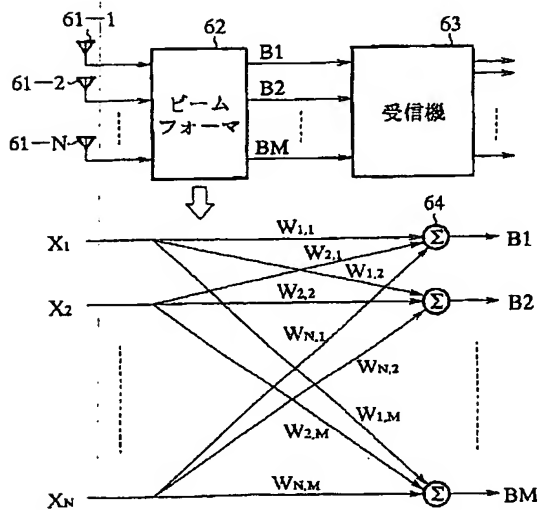 61—1
62
63
61—2
B1
ビーム
フォーマ
B2
受信機
61—N
BM
64
X1
W1,1
Σ
B1
W2,1
W1,2
X2
W2,2
Σ
B2
WN,1
WN,2
W1,M
W2,M
XN
WN,M
Σ
BM